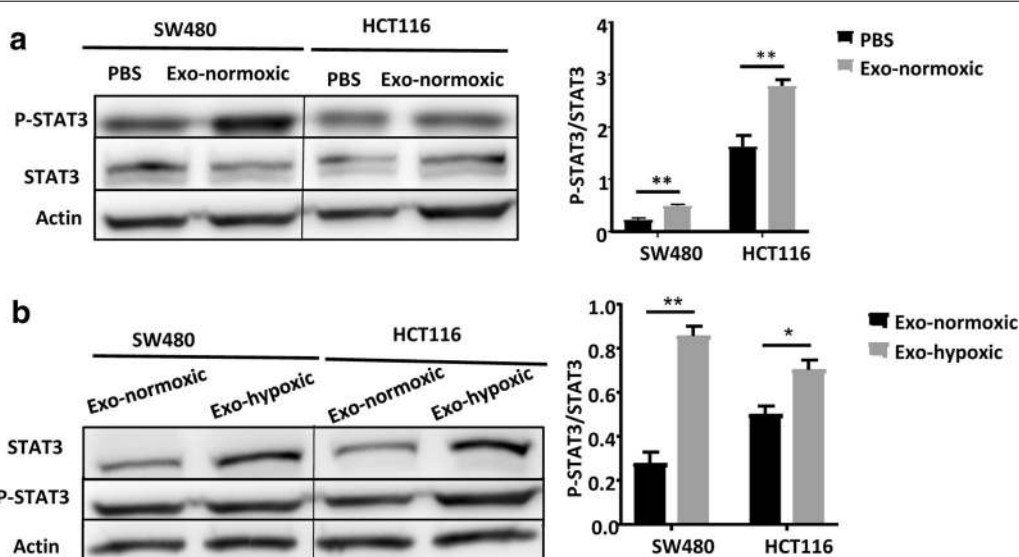 a
SW480 HCT116
PBS Exo-normoxic PBS Exo-normoxic
P-STAT3
STAT3
Actin
P-STAT3/STAT3
4
3
2
1
0
** **
SW480 HCT116
PBS
Exo-normoxic
b
SW480 HCT116
Exo-normoxic Exo-hypoxic Exo-normoxic Exo-hypoxic
STAT3
P-STAT3
Actin
P-STAT3/STAT3
1.0
0.8
0.6
0.4
0.2
0.0
** *
SW480 HCT116
Exo-normoxic
Exo-hypoxic